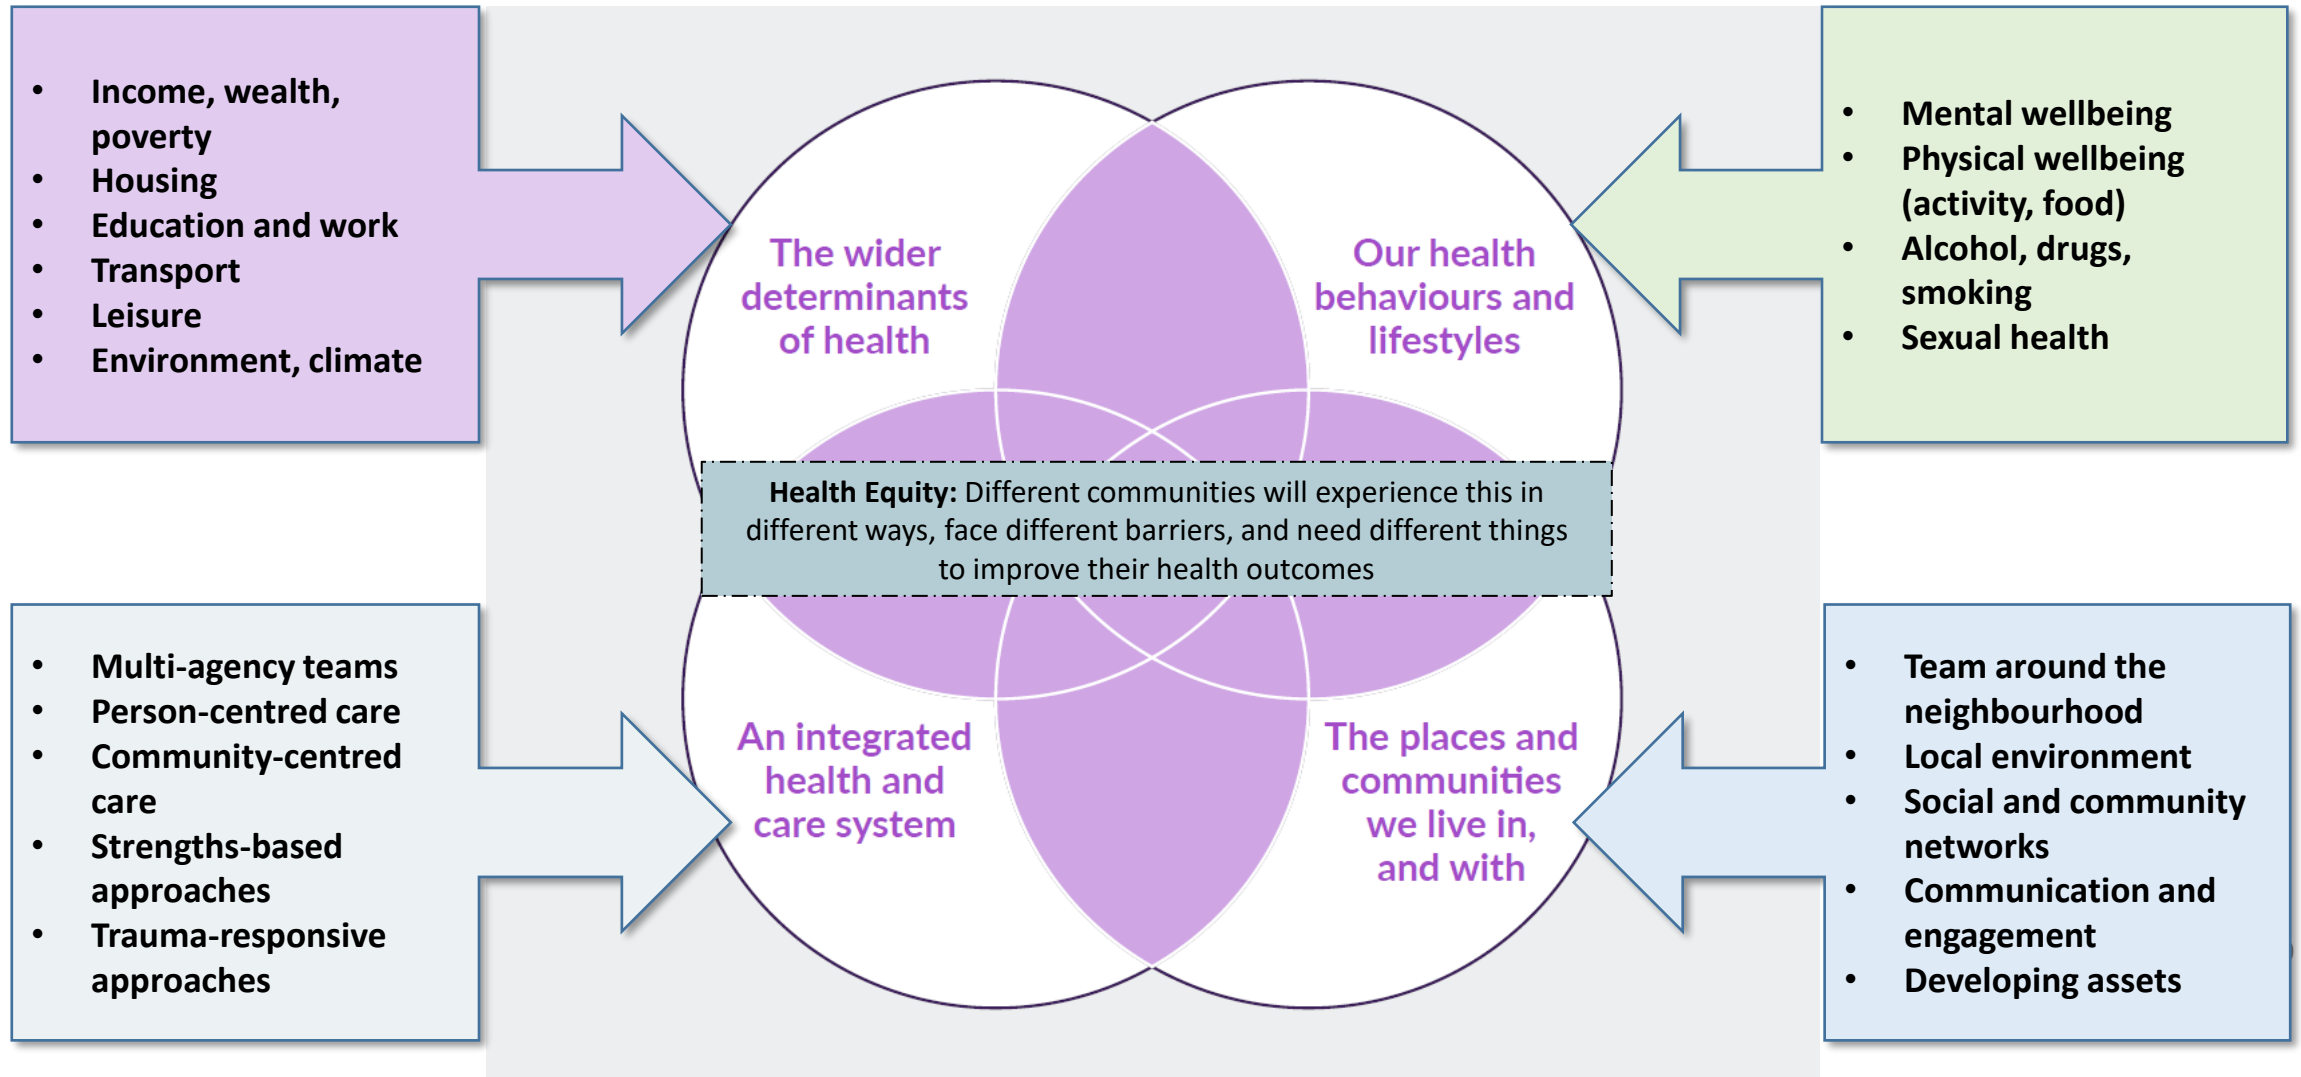 • Income, wealth,
poverty
• Housing
• Education and work
• Transport
• Leisure
• Environment, climate
The wider
determinants
of health
Our health
behaviours and
lifestyles
• Mental wellbeing
• Physical wellbeing
(activity, food)
• Alcohol, drugs,
smoking
• Sexual health
Health Equity: Different communities will experience this in
different ways, face different barriers, and need different things
to improve their health outcomes
• Multi-agency teams
• Person-centred care
• Community-centred
care
• Strengths-based
approaches
• Trauma-responsive
approaches
An integrated
health and
care system
The places and
communities
we live in,
and with
• Team around the
neighbourhood
• Local environment
• Social and community
networks
• Communication and
engagement
• Developing assets